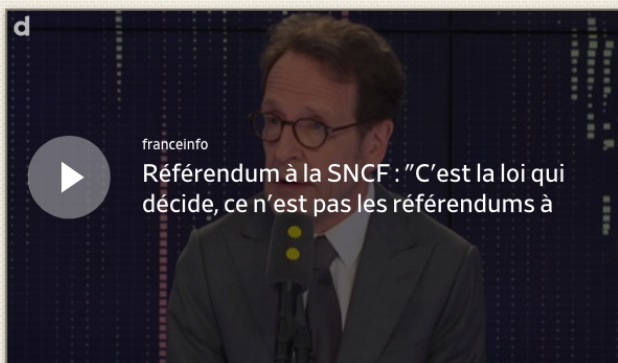 d
franceinfo
Référendum à la SNCF : "C'est la loi qui
décide, ce n'est pas les référendums à